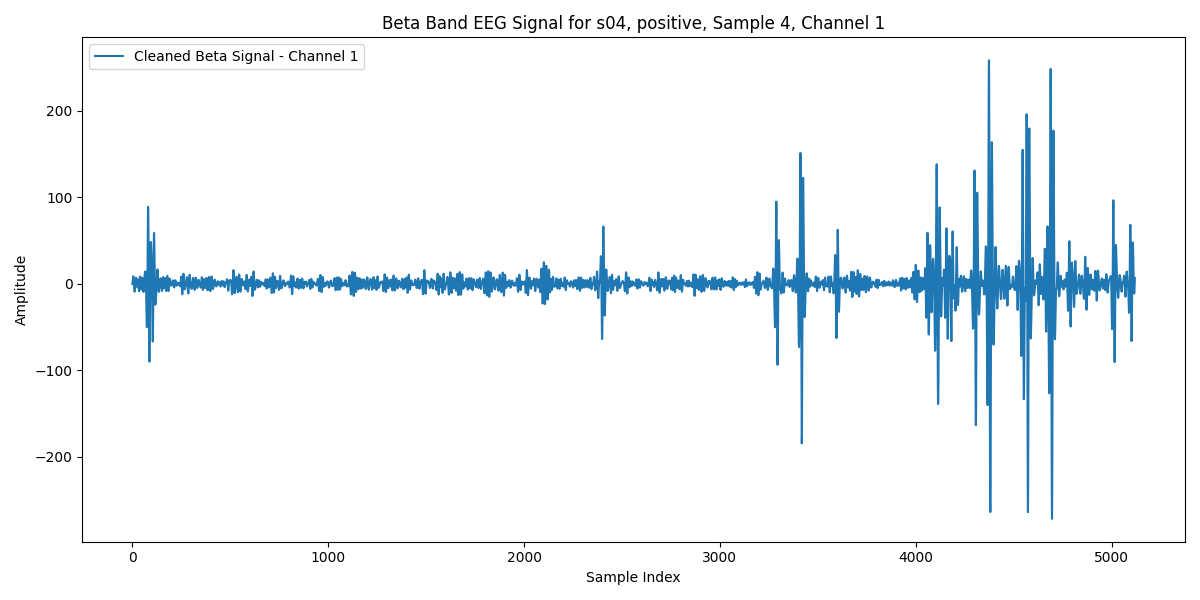 Beta Band EEG Signal for s04, positive, Sample 4, Channel 1
Cleaned Beta Signal - Channel 1
Amplitude
200
100
0
−100
−200
0 1000 2000 3000 4000 5000
Sample Index